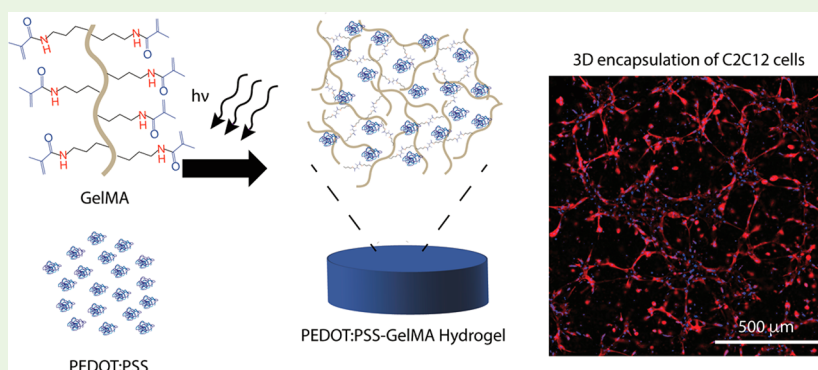 O
N
H
H
N
O
O
N
H
H
N
O
O
N
H
H
N
O
O
N
H
H
N
O
GelMA
hν
PEDOT:PSS
PEDOT:PSS-GelMA Hydrogel
3D encapsulation of C2C12 cells
500 μm